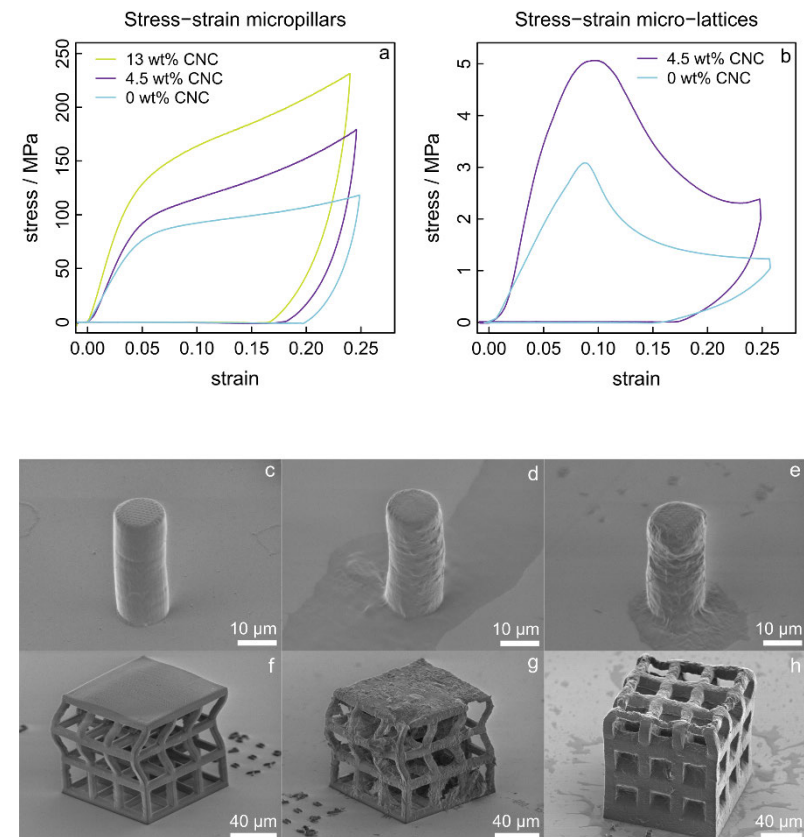 Stress−strain micropillars
a
13 wt% CNC
4.5 wt% CNC
0 wt% CNC
stress / MPa
0 50 100 150 200 250
0.00 0.05 0.10 0.15 0.20 0.25
strain
Stress−strain micro−lattices
b
4.5 wt% CNC
0 wt% CNC
stress / MPa
0 1 2 3 4 5
0.00 0.05 0.10 0.15 0.20 0.25
strain
c
10 µm
d
10 µm
e
10 µm
f
40 µm
g
40 µm
h
40 µm